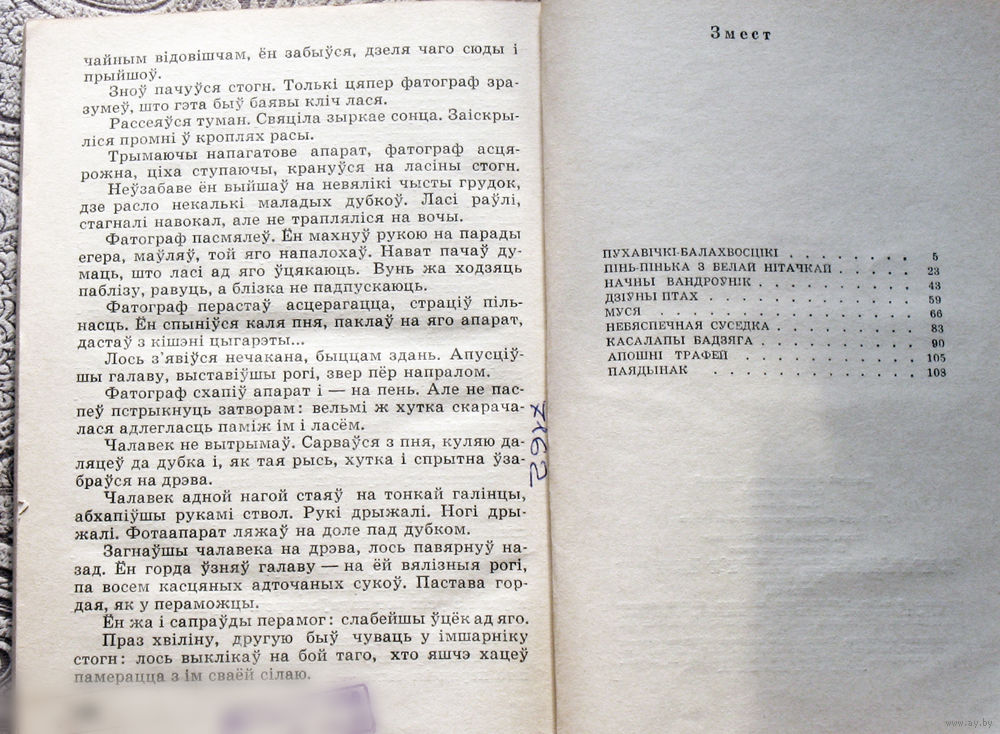 чайным відовішчам, ён забыўся, дзеля чаго сюды і
прыйшоў.
Зноў пачуўся стогн. Толькі цяпер фатограф зра-
зумеў, што гэта быў баявы кліч лася.
Рассеяўся туман. Свяціла зыркае сонца. Заіскры-
ліся промні ў кроплях расы.
Трымаючы напагатове апарат, фатограф асця-
рожна, ціха ступаючы, крануўся на ласіны стогн.
Неўзабаве ён выйшаў на невялікі чысты грудок,
дзе расло некалькі маладых дубкоў. Ласі раўлі,
стагналі навокал, але не трапляліся на вочы.
Фатограф пасмялеў. Ён махнуў рукою на парады
егера, маўляў, той яго напалохаў. Нават пачаў ду-
маць, што ласі ад яго ўцякаюць. Вунь жа ходзяць
паблізу, равуць, а блізка не падпускаюць.
Фатограф перастаў асцерагацца, страціў піль-
насць. Ён спыніўся каля пня, паклаў на яго апарат,
дастаў з кішэні цыгарэты...
Лось з'явіўся нечакана, быццам здань. Апусціў-
шы галаву, выставіўшы рогі, звер пёр напралом.
Фатограф схапіў апарат і — на пень. Але не пас-
пеў пстрыкнуць затворам: вельмі ж хутка скарача-
лася адлегласць паміж ім і ласём.
Чалавек не вытрымаў. Сарваўся з пня, куляю да-
ляцеў да дубка і, як тая рысь, хутка і спрытна ўза-
браўся на дрэва.
Чалавек адной нагой стаяў на тонкай галінцы,
абхапіўшы рукамі ствол. Рукі дрыжалі. Ногі дры-
жалі. Фотаапарат ляжаў на доле пад дубком.
Загнаўшы чалавека на дрэва, лось павярнуў на-
зад. Ён горда ўзняў галаву — на ёй вялізныя рогі,
па восем касцяных адточаных сукоў. Пастава гор-
дая, як у пераможцы.
Ён жа і сапраўды перамог: слабейшы ўцёк ад яго.
Праз хвіліну, другую быў чуваць у імшарніку
стогн: лось выклікаў на бой таго, хто яшчэ хацеў
памерацца з ім сваёй сілаю.
7162
Змест
ПУХАВІЧКІ-БАЛАХВОСЦІКІ . . . . . . . . 5
ПІНЬ-ПІНЬКА З БЕЛАЙ НІТАЧКАЙ . . . . . . 23
НАЧНЫ ВАНДРОЎНІК . . . . . . . . . . 43
ДЗІЎНЫ ПТАХ . . . . . . . . . . . . 59
МУСЯ . . . . . . . . . . . . . . 66
НЕБЯСПЕЧНАЯ СУСЕДКА . . . . . . . . . 83
КАСАЛАПЫ БАДЗЯГА . . . . . . . . . . 90
АПОШНІ ТРАФЕЙ . . . . . . . . . . . 105
ПАЯДЫНАК . . . . . . . . . . . . 108
www.ay.by